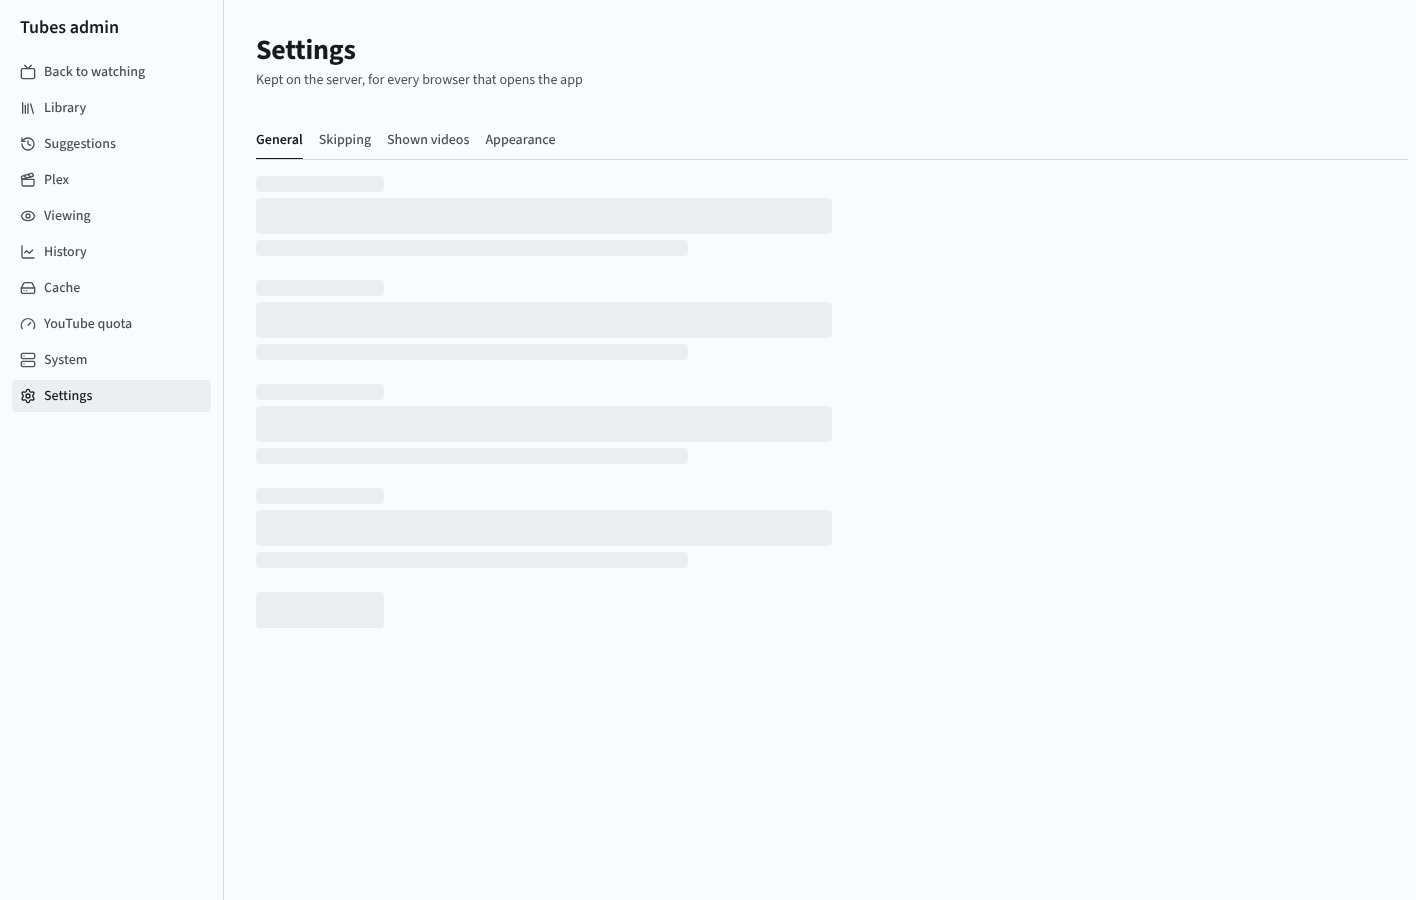 Tubes admin
Back to watching
Library
Suggestions
Plex
Viewing
History
Cache
YouTube quota
System
Settings
Settings
Kept on the server, for every browser that opens the app
General
Skipping
Shown videos
Appearance